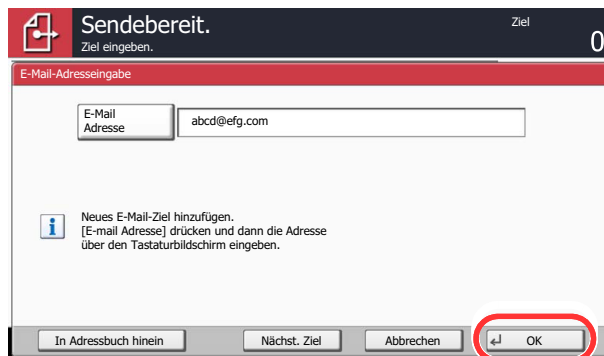 Sendebereit.
Ziel
Ziel eingeben.
0
E-Mail-Adresseingabe
E-Mail
Adresse
abcd@efg.com
Neues E-Mail-Ziel hinzufügen.
[E-mail Adresse] drücken und dann die Adresse
über den Tastaturbildschirm eingeben.
In Adressbuch hinein
Nächst. Ziel
Abbrechen
OK